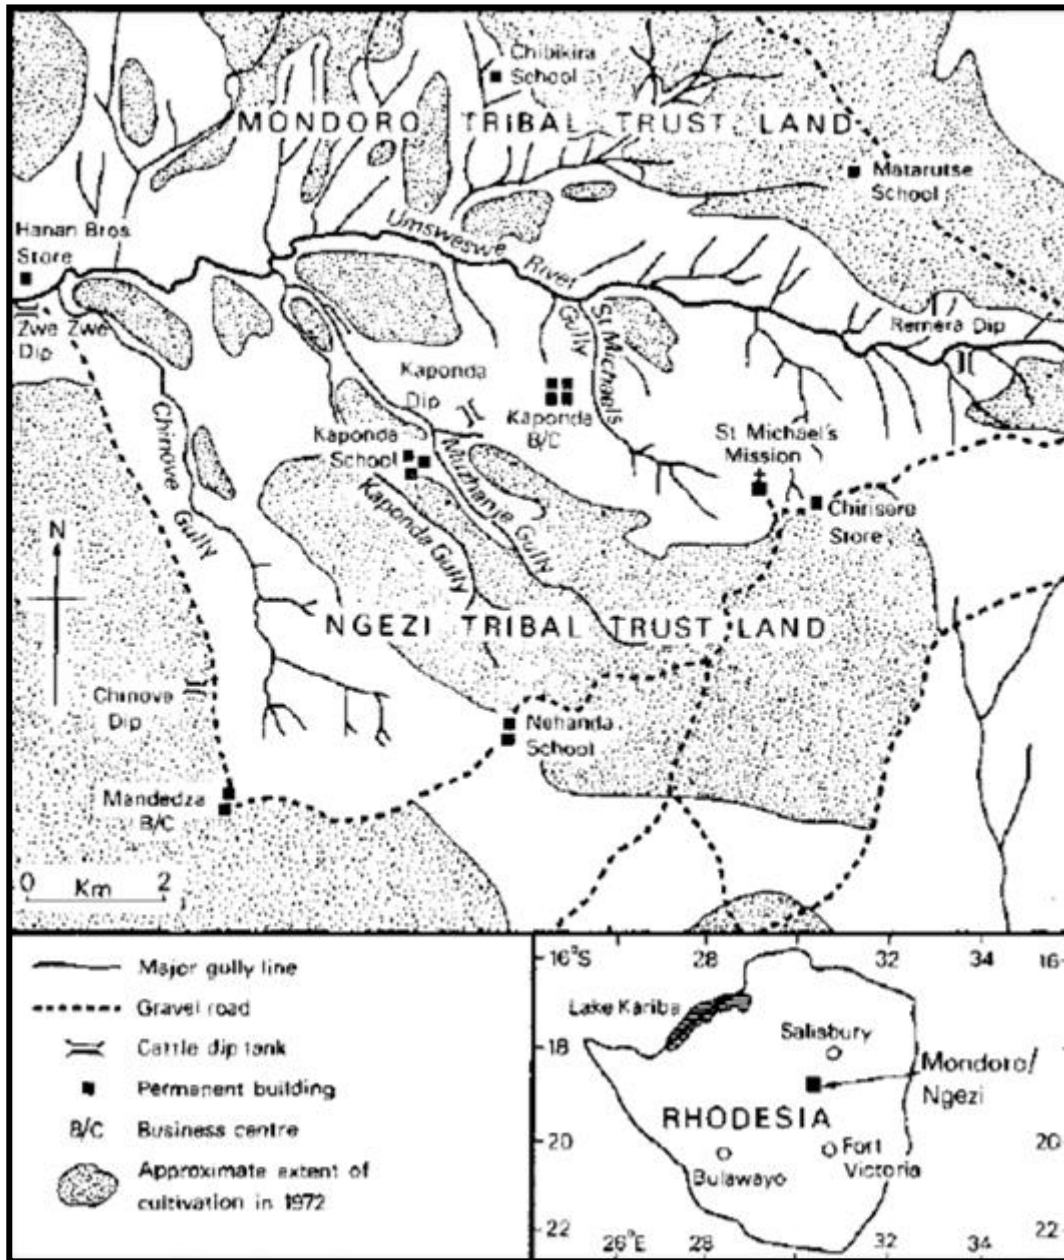 Chibikira
School
MONDORO TRIBAL TRUST LAND
Matarutse
School
Hanan Bros.
Store
Umsweswe River
Zwe Zwe
Dip
Remera Dip
St Michaels
Gully
Kaponda
Dip
Kaponda
B/C
Chinove Gully
Kaponda
School
Muzhanje Gully
Kaponda Gully
St Michael's
Mission
Chirisere
Store
N
NGEZI TRIBAL TRUST LAND
Chinove
Dip
Nehanda
School
Mandedza
B/C
0 Km 2
Major gully line
Gravel road
Cattle dip tank
Permanent building
B/C Business centre
Approximate extent of
cultivation in 1972
16°S 28 32 34 16
Lake Kariba
Salisbury
18
Mondoro/
Ngezi
RHODESIA
20 20
Fort
Victoria
Bulawayo
22 22
26°E 28 32 34